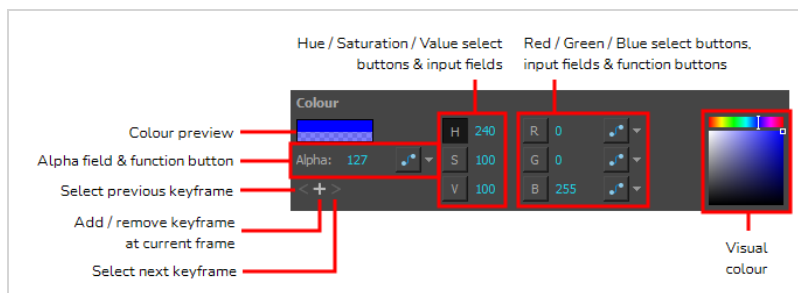 Hue / Saturation / Value select
buttons & input fields
Red / Green / Blue select buttons,
input fields & function buttons
Colour
Colour preview
H 240
R 0
Alpha field & function button
Alpha: 127
S 100
G 0
Select previous keyframe
< + >
V 100
B 255
Add / remove keyframe
at current frame
Select next keyframe
Visual
colour